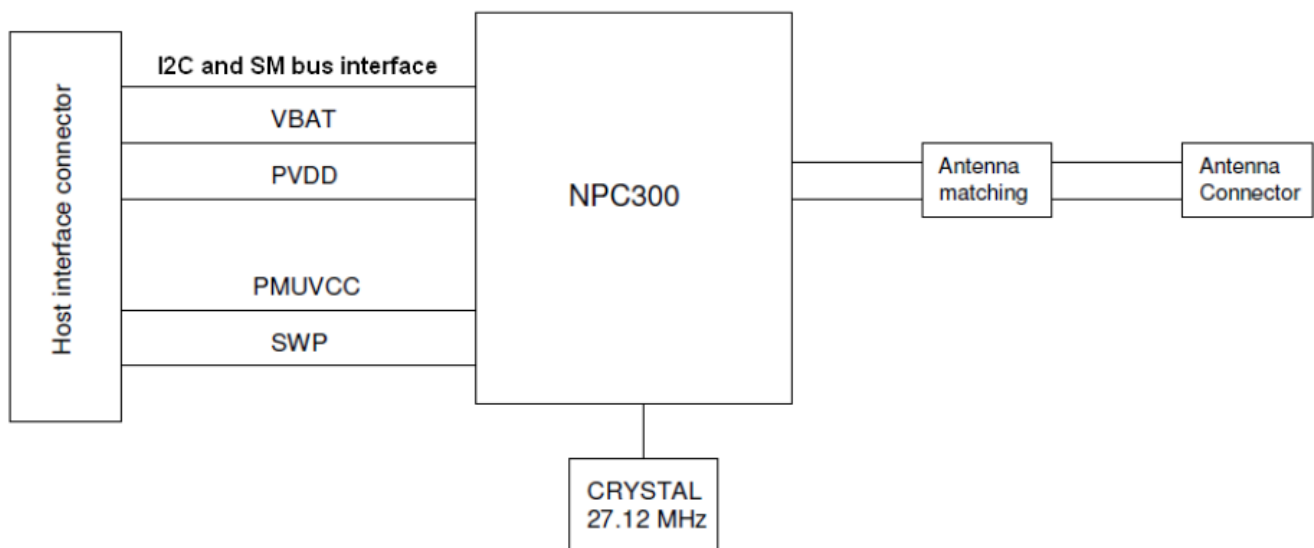 Host interface connector
I2C and SM bus interface
VBAT
PVDD
PMUVCC
SWP
NPC300
CRYSTAL
27.12 MHz
Antenna
matching
Antenna
Connector